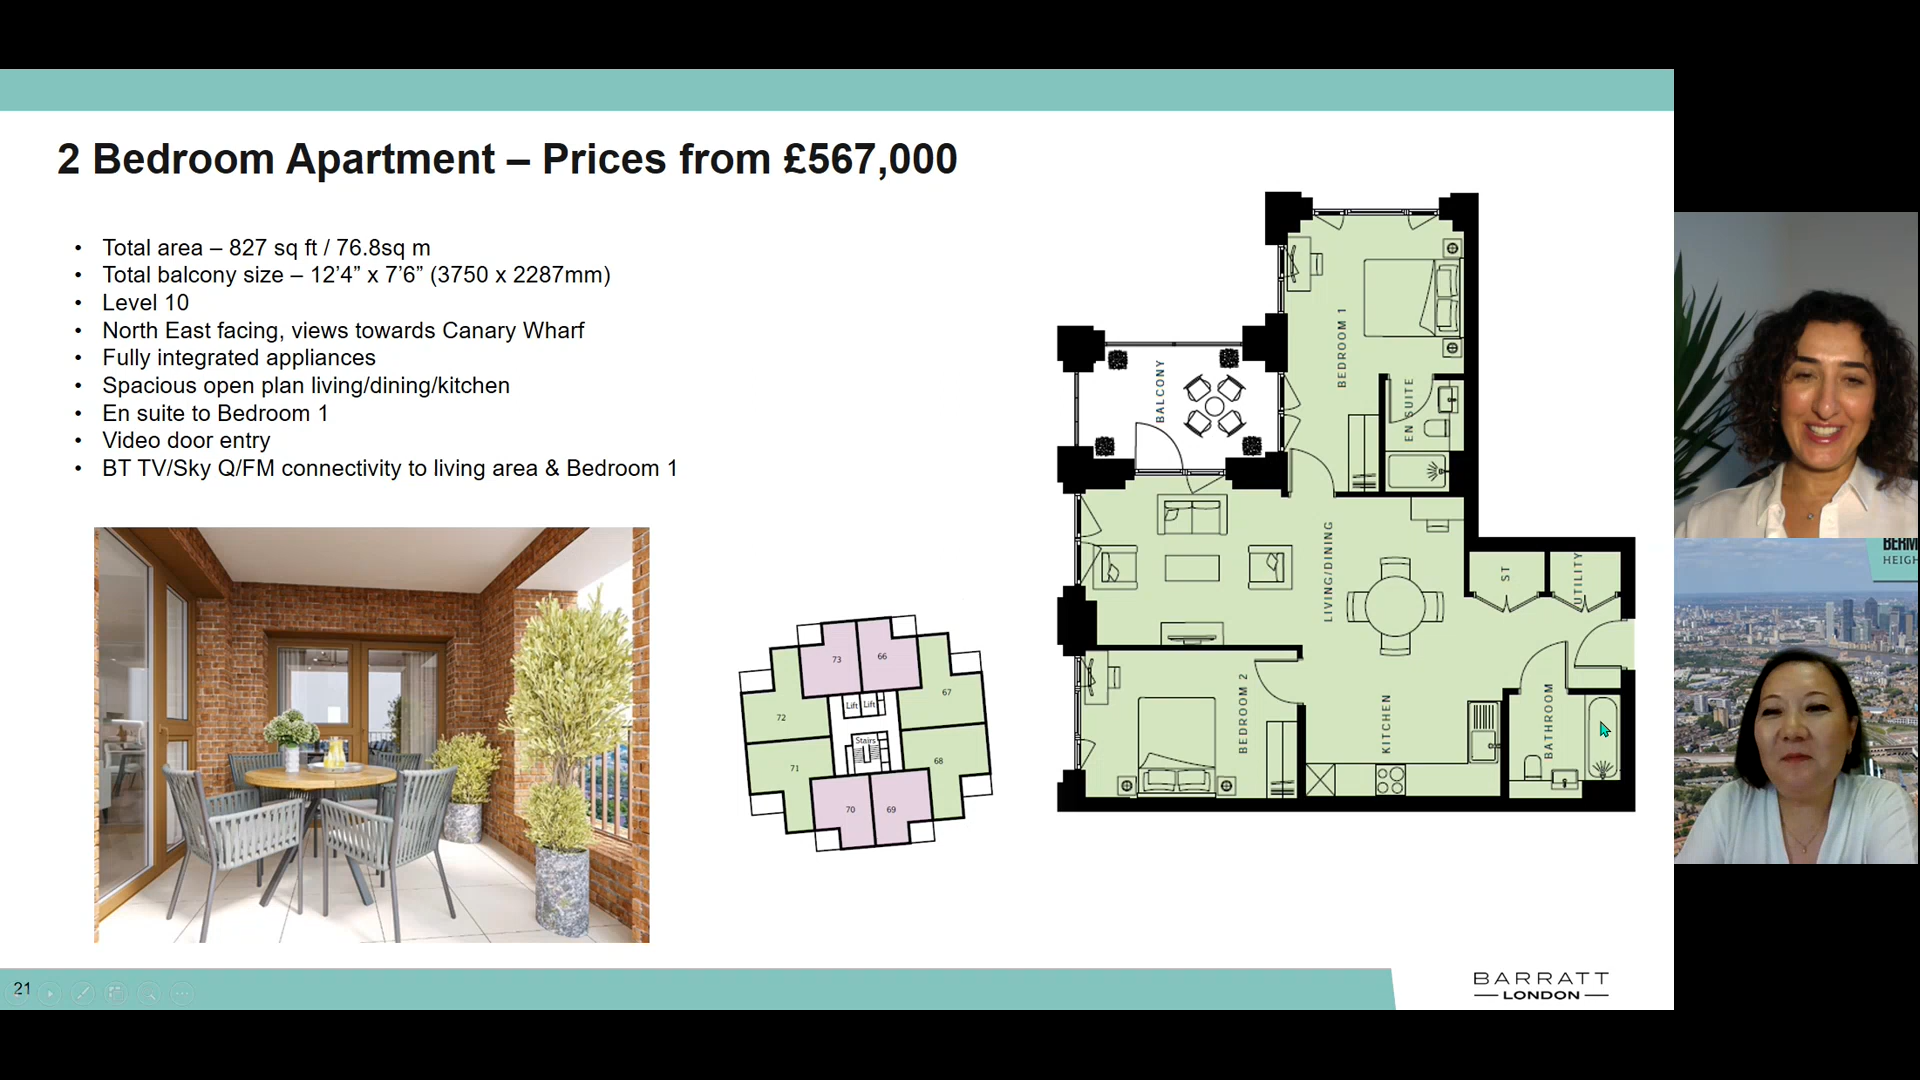 2 Bedroom Apartment – Prices from £567,000
• Total area – 827 sq ft / 76.8sq m
• Total balcony size – 12’4” x 7’6” (3750 x 2287mm)
• Level 10
• North East facing, views towards Canary Wharf
• Fully integrated appliances
• Spacious open plan living/dining/kitchen
• En suite to Bedroom 1
• Video door entry
• BT TV/Sky Q/FM connectivity to living area & Bedroom 1
BEDROOM 1
BALCONY
EN SUITE
LIVING/DINING
ST
UTILITY
BEDROOM 2
KITCHEN
BATHROOM
73
66
67
72
Lift
Lift
Stairs
71
68
70
69
21
BARRATT
LONDON